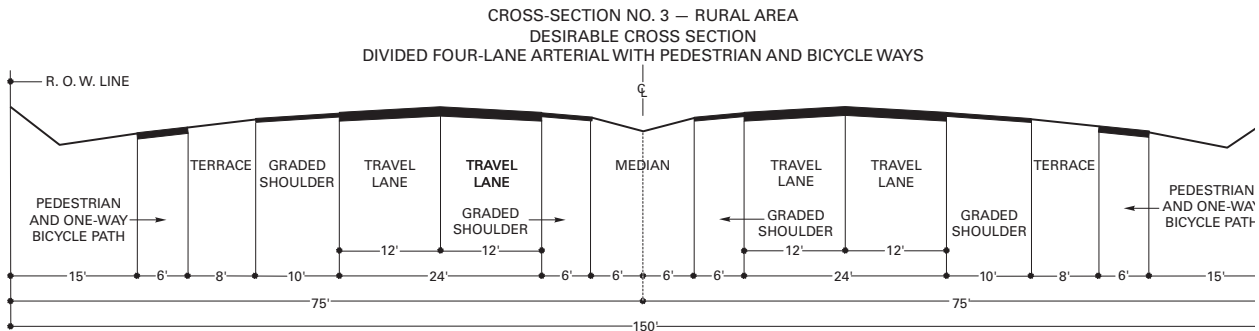 CROSS-SECTION NO. 3 — RURAL AREA
DESIRABLE CROSS SECTION
DIVIDED FOUR-LANE ARTERIAL WITH PEDESTRIAN AND BICYCLE WAYS
R. O. W. LINE
℄
PEDESTRIAN
AND ONE-WAY
BICYCLE PATH
TERRACE
GRADED
SHOULDER
TRAVEL
LANE
TRAVEL
LANE
GRADED
SHOULDER
MEDIAN
TRAVEL
LANE
GRADED
SHOULDER
TRAVEL
LANE
GRADED
SHOULDER
TERRACE
PEDESTRIAN
AND ONE-WAY
BICYCLE PATH
12' 12' 12' 12'
15' 6' 8' 10' 24' 6' 6' 6' 6' 24' 10' 8' 6' 15'
75' 75'
150'